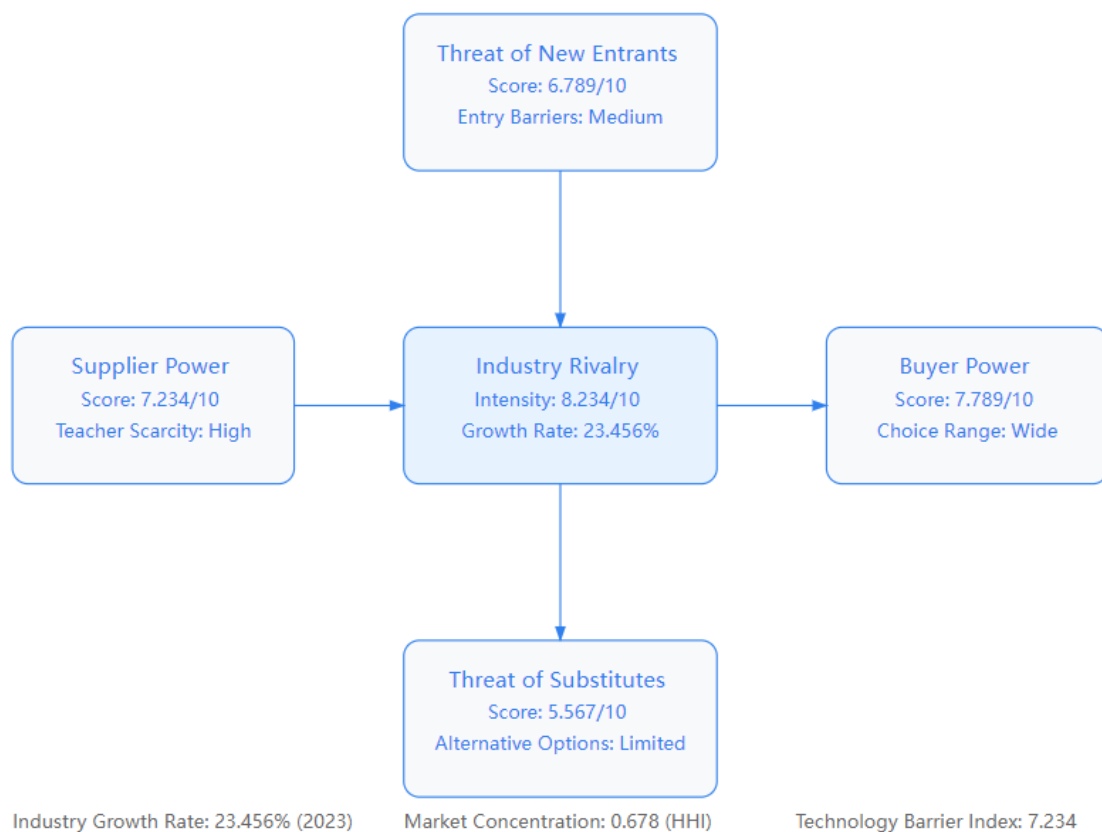 Threat of New Entrants
Score: 6.789/10
Entry Barriers: Medium
Supplier Power
Score: 7.234/10
Teacher Scarcity: High
Industry Rivalry
Intensity: 8.234/10
Growth Rate: 23.456%
Buyer Power
Score: 7.789/10
Choice Range: Wide
Threat of Substitutes
Score: 5.567/10
Alternative Options: Limited
Industry Growth Rate: 23.456% (2023)
Market Concentration: 0.678 (HHI)
Technology Barrier Index: 7.234